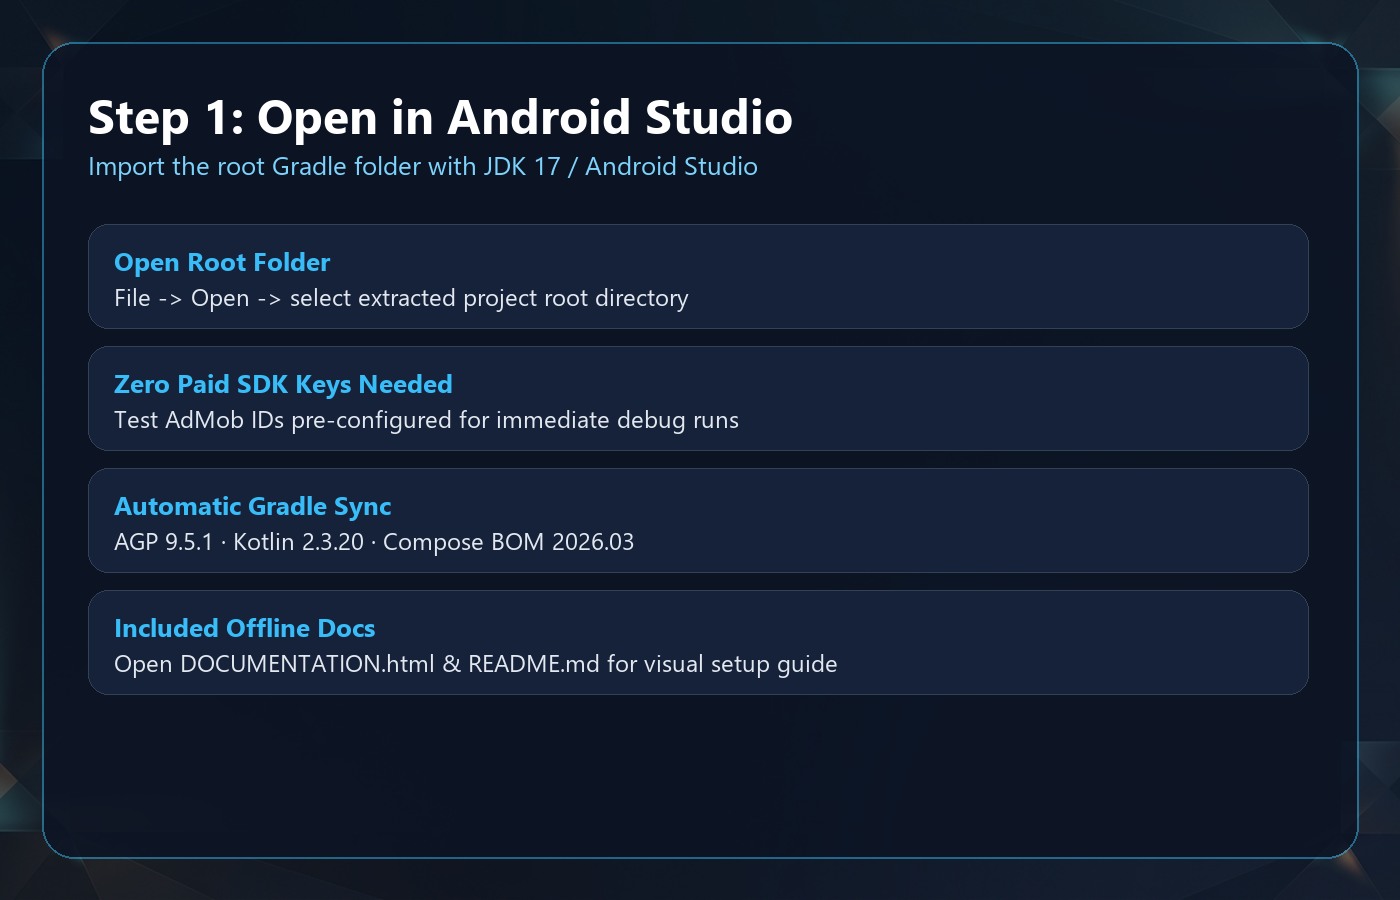 Step 1: Open in Android Studio
Import the root Gradle folder with JDK 17 / Android Studio
Open Root Folder
File -> Open -> select extracted project root directory
Zero Paid SDK Keys Needed
Test AdMob IDs pre-configured for immediate debug runs
Automatic Gradle Sync
AGP 9.5.1 · Kotlin 2.3.20 · Compose BOM 2026.03
Included Offline Docs
Open DOCUMENTATION.html & README.md for visual setup guide